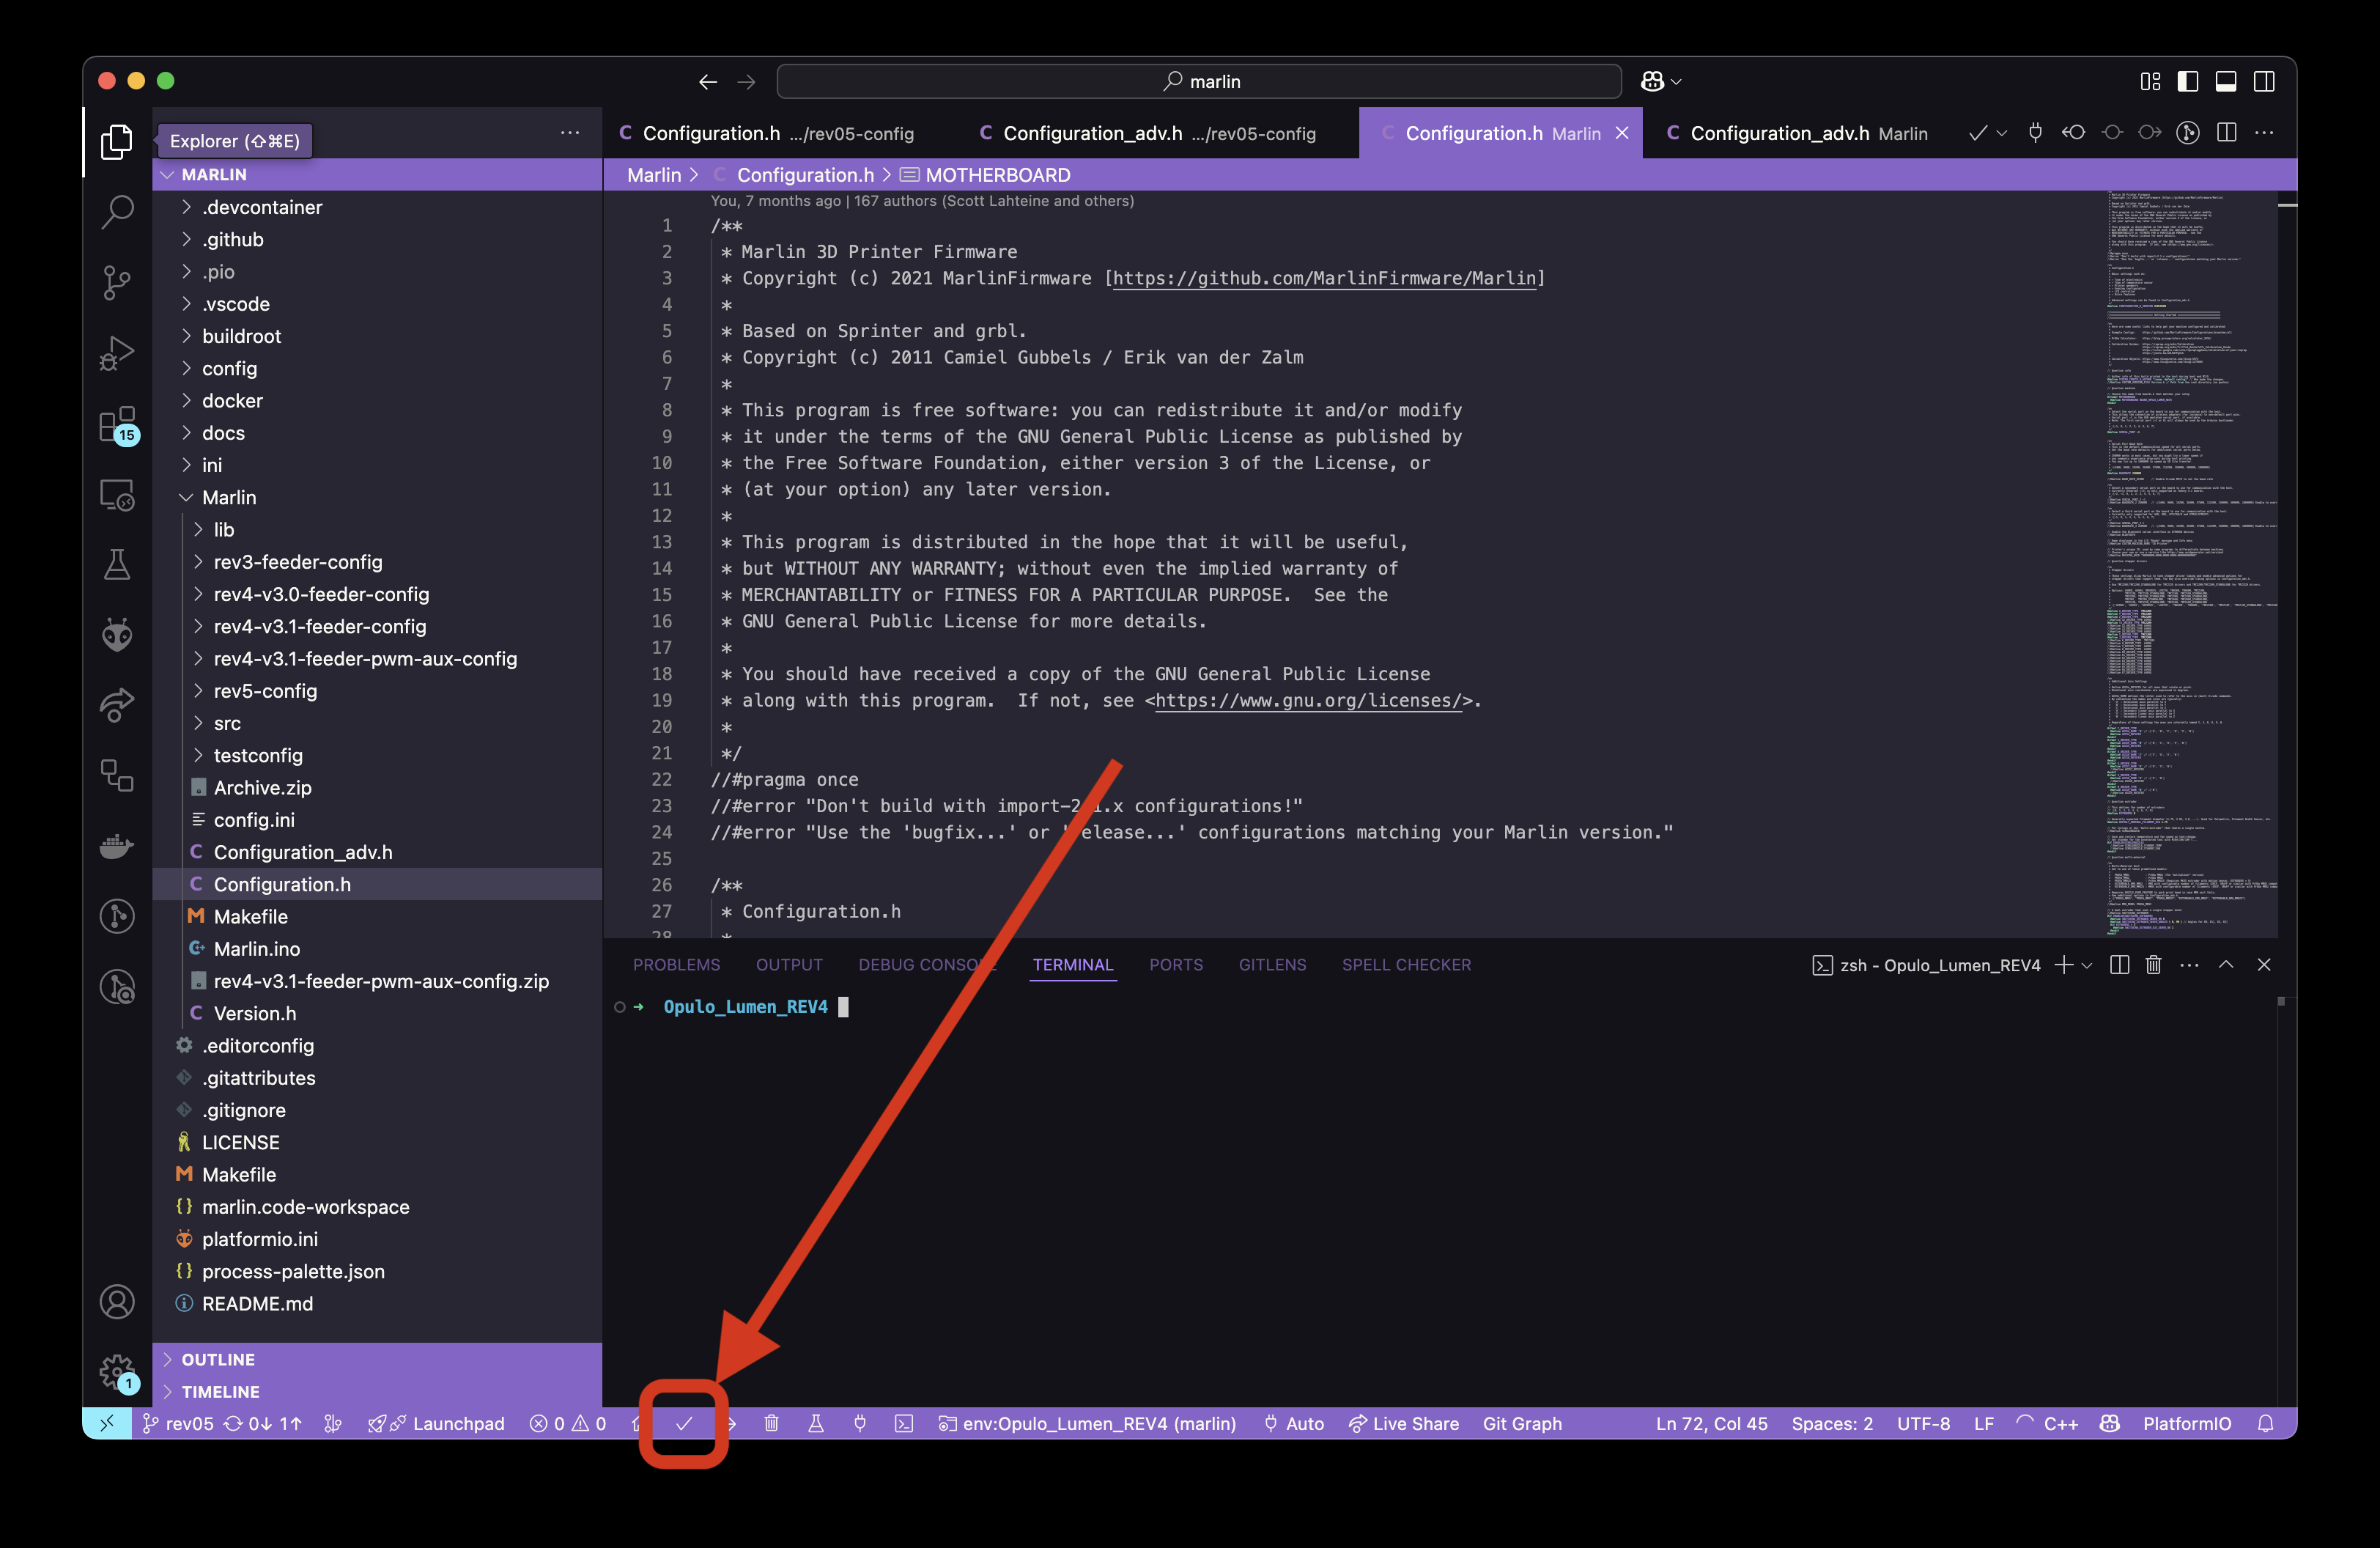 marlin
Explorer (⇧⌘E)
Configuration.h .../rev05-config
Configuration_adv.h .../rev05-config
Configuration.h Marlin
Configuration_adv.h Marlin
MARLIN
.devcontainer
.github
.pio
.vscode
buildroot
config
docker
docs
ini
Marlin
lib
rev3-feeder-config
rev4-v3.0-feeder-config
rev4-v3.1-feeder-config
rev4-v3.1-feeder-pwm-aux-config
rev5-config
src
testconfig
Archive.zip
config.ini
Configuration_adv.h
Configuration.h
Makefile
Marlin.ino
rev4-v3.1-feeder-pwm-aux-config.zip
Version.h
.editorconfig
.gitattributes
.gitignore
LICENSE
Makefile
marlin.code-workspace
platformio.ini
process-palette.json
README.md
OUTLINE
TIMELINE
15
1
Marlin > C Configuration.h > MOTHERBOARD
You, 7 months ago | 167 authors (Scott Lahteine and others)
1 /**
2 * Marlin 3D Printer Firmware
3 * Copyright (c) 2021 MarlinFirmware [https://github.com/MarlinFirmware/Marlin]
4 *
5 * Based on Sprinter and grbl.
6 * Copyright (c) 2011 Camiel Gubbels / Erik van der Zalm
7 *
8 * This program is free software: you can redistribute it and/or modify
9 * it under the terms of the GNU General Public License as published by
10 * the Free Software Foundation, either version 3 of the License, or
11 * (at your option) any later version.
12 *
13 * This program is distributed in the hope that it will be useful,
14 * but WITHOUT ANY WARRANTY; without even the implied warranty of
15 * MERCHANTABILITY or FITNESS FOR A PARTICULAR PURPOSE.  See the
16 * GNU General Public License for more details.
17 *
18 * You should have received a copy of the GNU General Public License
19 * along with this program.  If not, see <https://www.gnu.org/licenses/>.
20 *
21 */
22 //#pragma once
23 //#error "Don't build with import-2.1.x configurations!"
24 //#error "Use the 'bugfix...' or 'release...' configurations matching your Marlin version."
25
26 /**
27 * Configuration.h
28 *
PROBLEMS OUTPUT DEBUG CONSOLE TERMINAL PORTS GITLENS SPELL CHECKER
zsh - Opulo_Lumen_REV4
Opulo_Lumen_REV4
rev05 0↓ 1↑ Launchpad 0 0 env:Opulo_Lumen_REV4 (marlin) Auto Live Share Git Graph Ln 72, Col 45 Spaces: 2 UTF-8 LF C++ PlatformIO